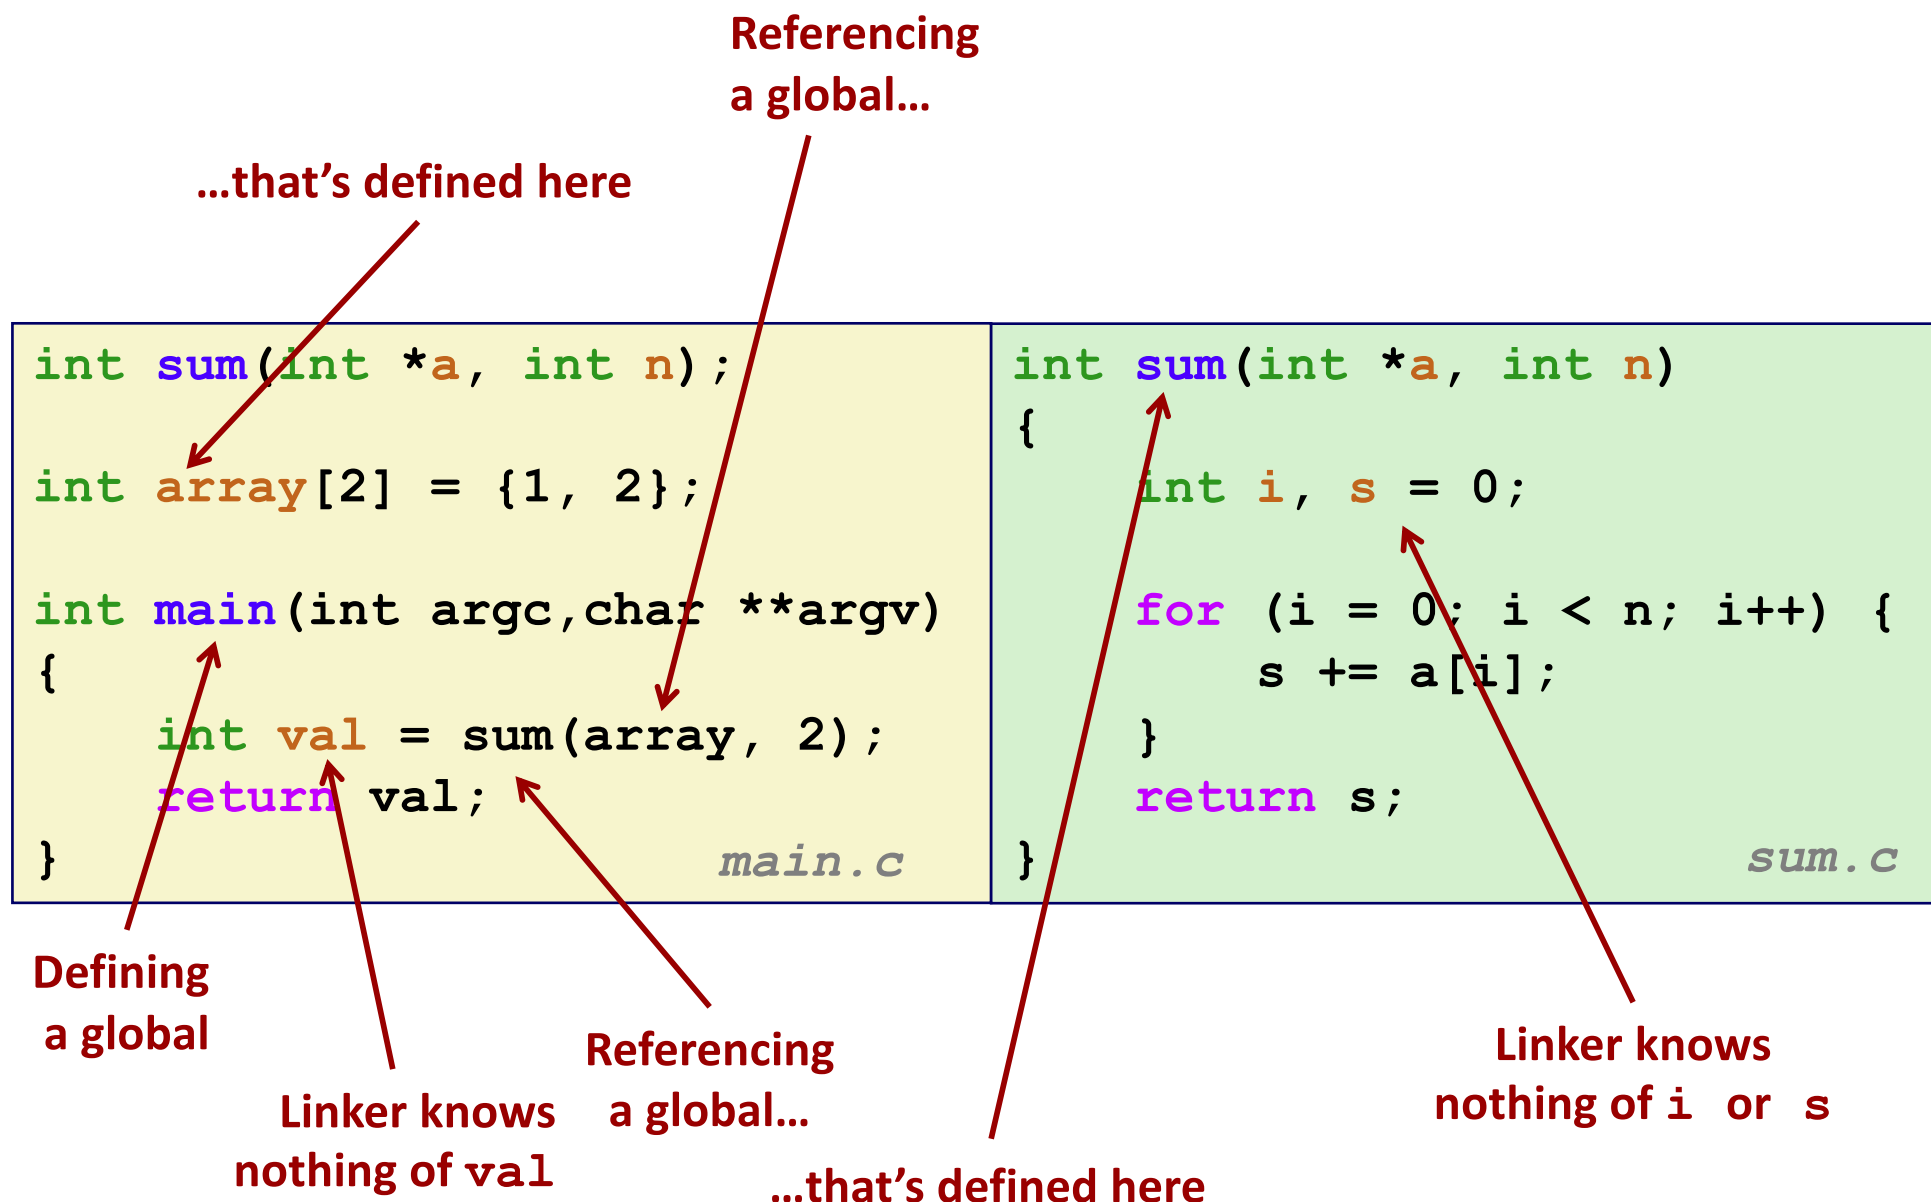 Referencing
a global…
…that’s defined here
int sum(int *a, int n);
int array[2] = {1, 2};
int main(int argc,char **argv)
{
    int val = sum(array, 2);
    return val;
}
main.c
int sum(int *a, int n)
{
    int i, s = 0;
    for (i = 0; i < n; i++) {
        s += a[i];
    }
    return s;
}
sum.c
Defining
a global
Linker knows
nothing of val
Referencing
a global…
…that’s defined here
Linker knows
nothing of i or s